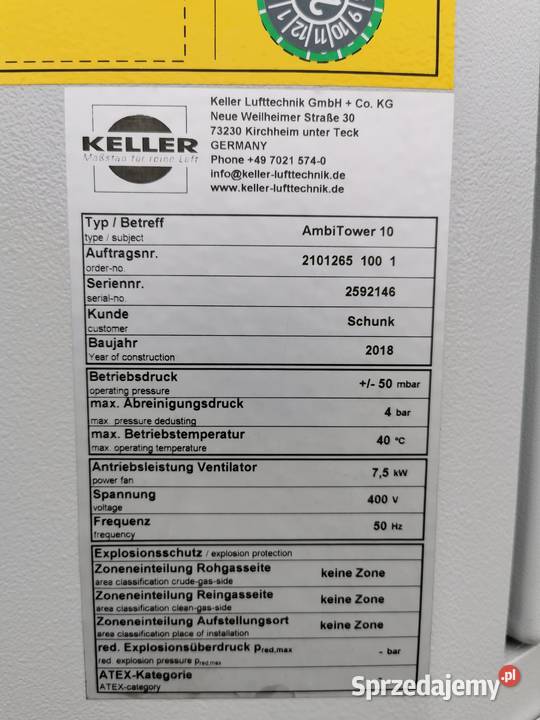 9 10 11 12 1
KELLER
Maßstab für reine Luft
Keller Lufttechnik GmbH + Co. KG
Neue Weilheimer Straße 30
73230 Kirchheim unter Teck
GERMANY
Phone +49 7021 574-0
info@keller-lufttechnik.de
www.keller-lufttechnik.de
Typ / Betreff
type / subject
AmbiTower 10
Auftragsnr.
order-no.
2101265 100 1
Seriennr.
serial-no.
2592146
Kunde
customer
Schunk
Baujahr
Year of construction
2018
Betriebsdruck
operating pressure
+/- 50 mbar
max. Abreinigungsdruck
max. pressure dedusting
4 bar
max. Betriebstemperatur
max. operating temperature
40 °C
Antriebsleistung Ventilator
power fan
7,5 kW
Spannung
voltage
400 V
Frequenz
frequency
50 Hz
Explosionsschutz / explosion protection
Zoneneinteilung Rohgasseite
area classification crude-gas-side
keine Zone
Zoneneinteilung Reingasseite
area classification clean-gas-side
keine Zone
Zoneneinteilung Aufstellungsort
area classification place of installation
keine Zone
red. Explosionsüberdruck pred,max
red. explosion pressure pred,max
- bar
ATEX-Kategorie
ATEX-category
Sprzedajemy.pl